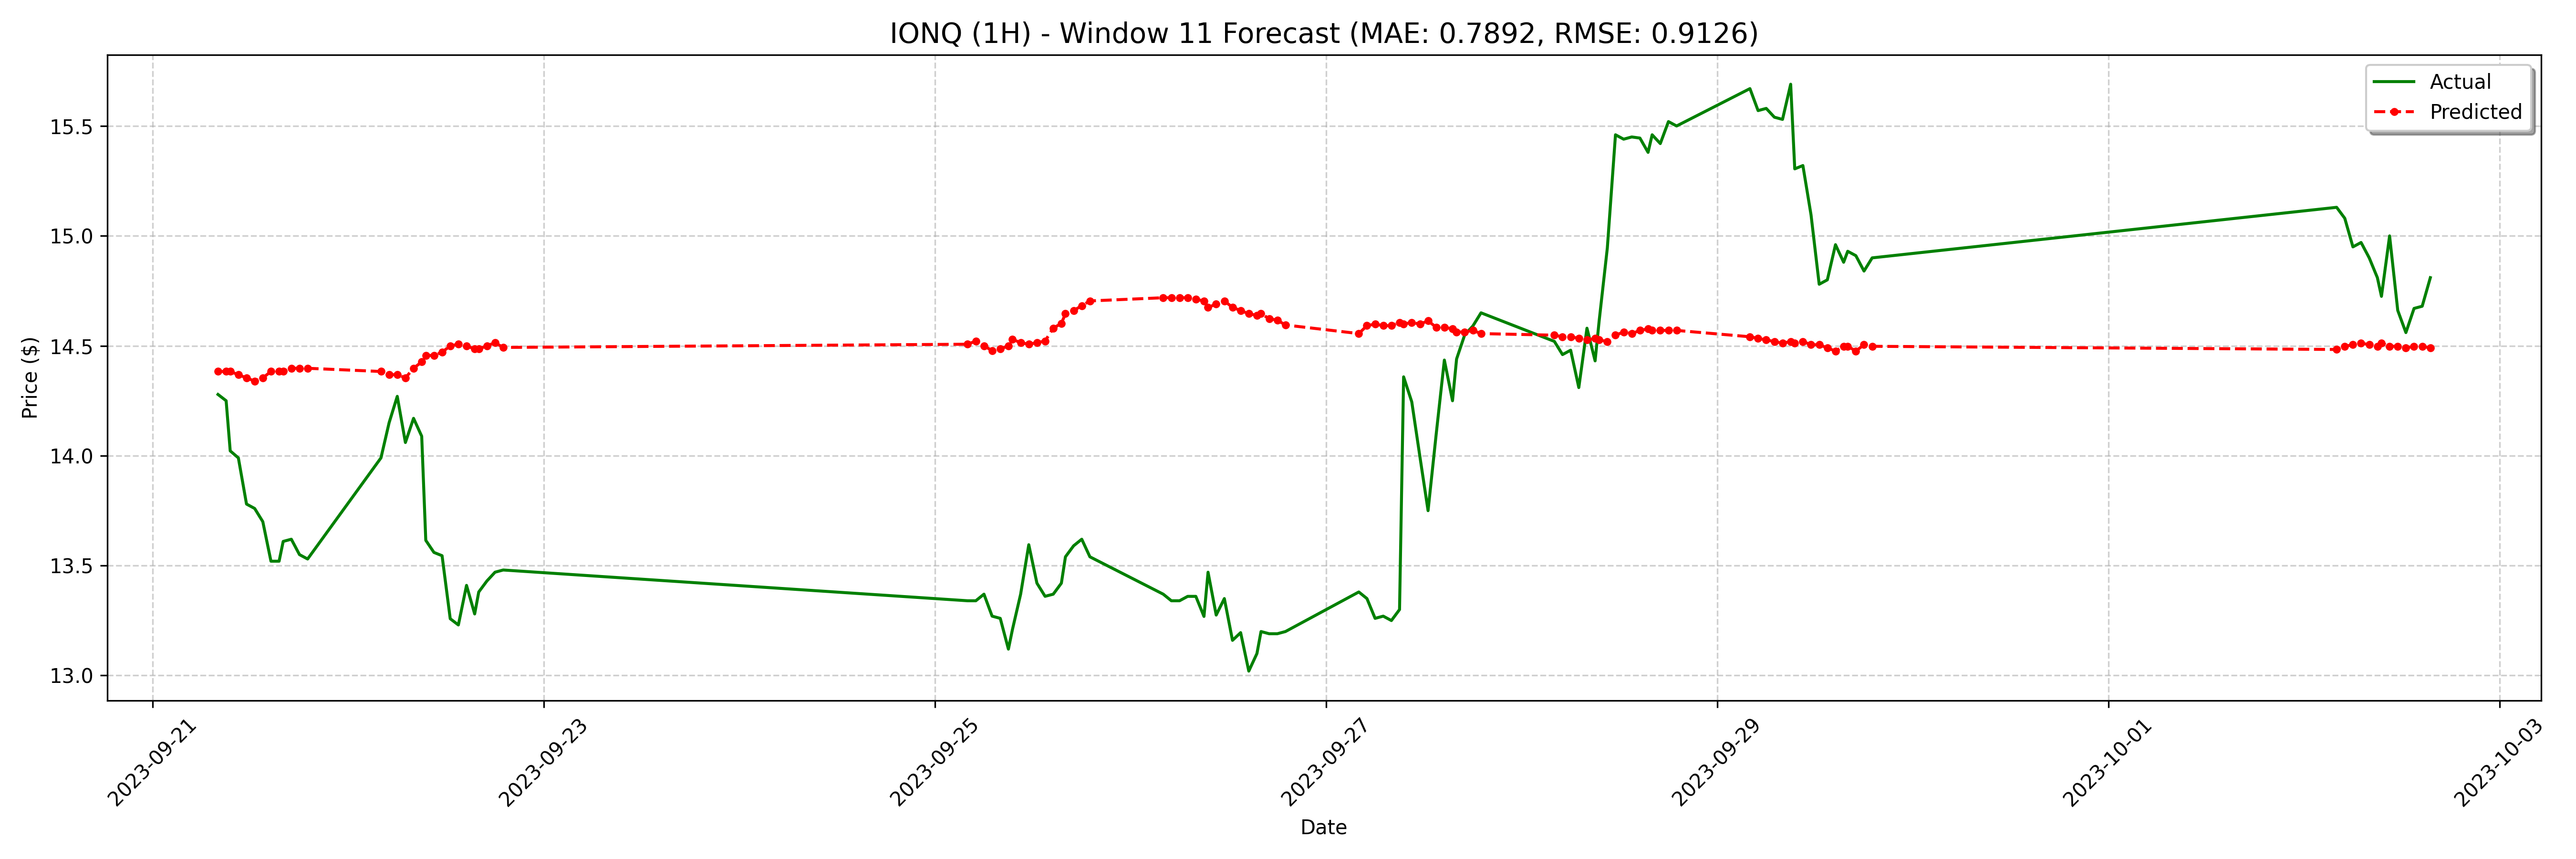 IONQ (1H) - Window 11 Forecast (MAE: 0.7892, RMSE: 0.9126)
Actual
Predicted
Price ($)
15.5
15.0
14.5
14.0
13.5
13.0
2023-09-21
2023-09-23
2023-09-25
2023-09-27
2023-09-29
2023-10-01
2023-10-03
Date